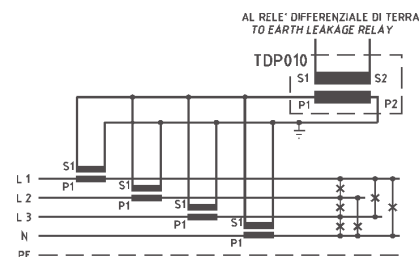 AL RELE' DIFFERENZIALE DI TERRA
TO EARTH LEAKAGE RELAY
TDP010
S1 S2
P1 P2
S1
L 1
P1 S1
L 2
P1 S1
L 3
P1 S1
N
P1
PE